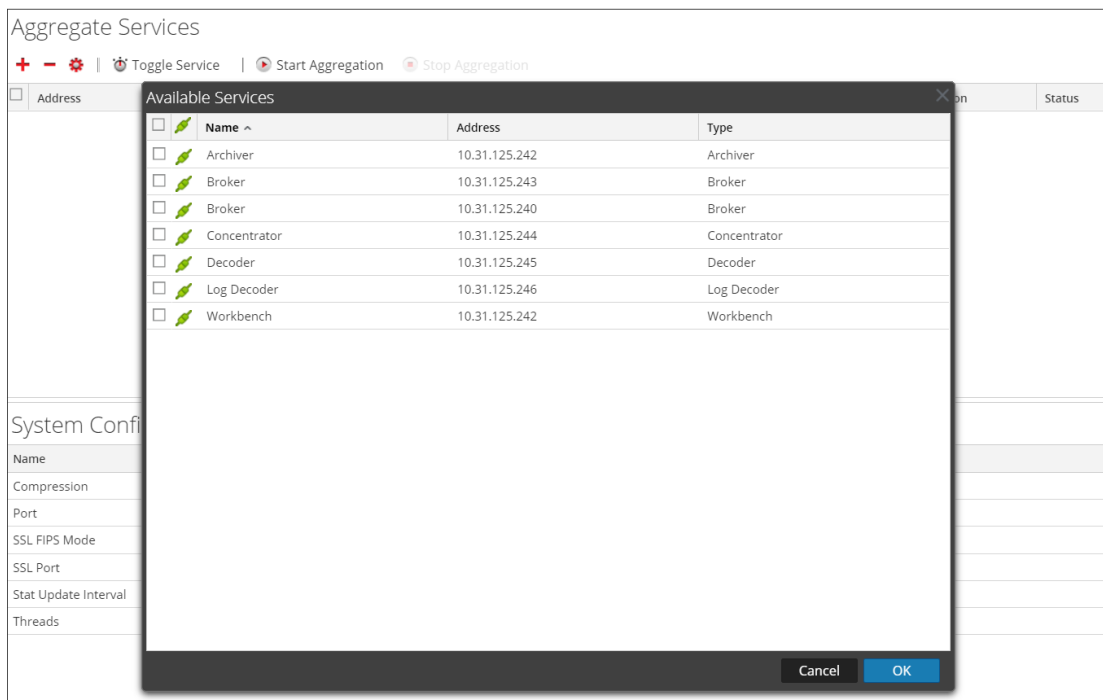 Aggregate Services
Toggle Service Start Aggregation Stop Aggregation
Address Status
Available Services
Name Address Type
Archiver 10.31.125.242 Archiver
Broker 10.31.125.243 Broker
Broker 10.31.125.240 Broker
Concentrator 10.31.125.244 Concentrator
Decoder 10.31.125.245 Decoder
Log Decoder 10.31.125.246 Log Decoder
Workbench 10.31.125.242 Workbench
System Confi
Name
Compression
Port
SSL FIPS Mode
SSL Port
Stat Update Interval
Threads
Cancel OK